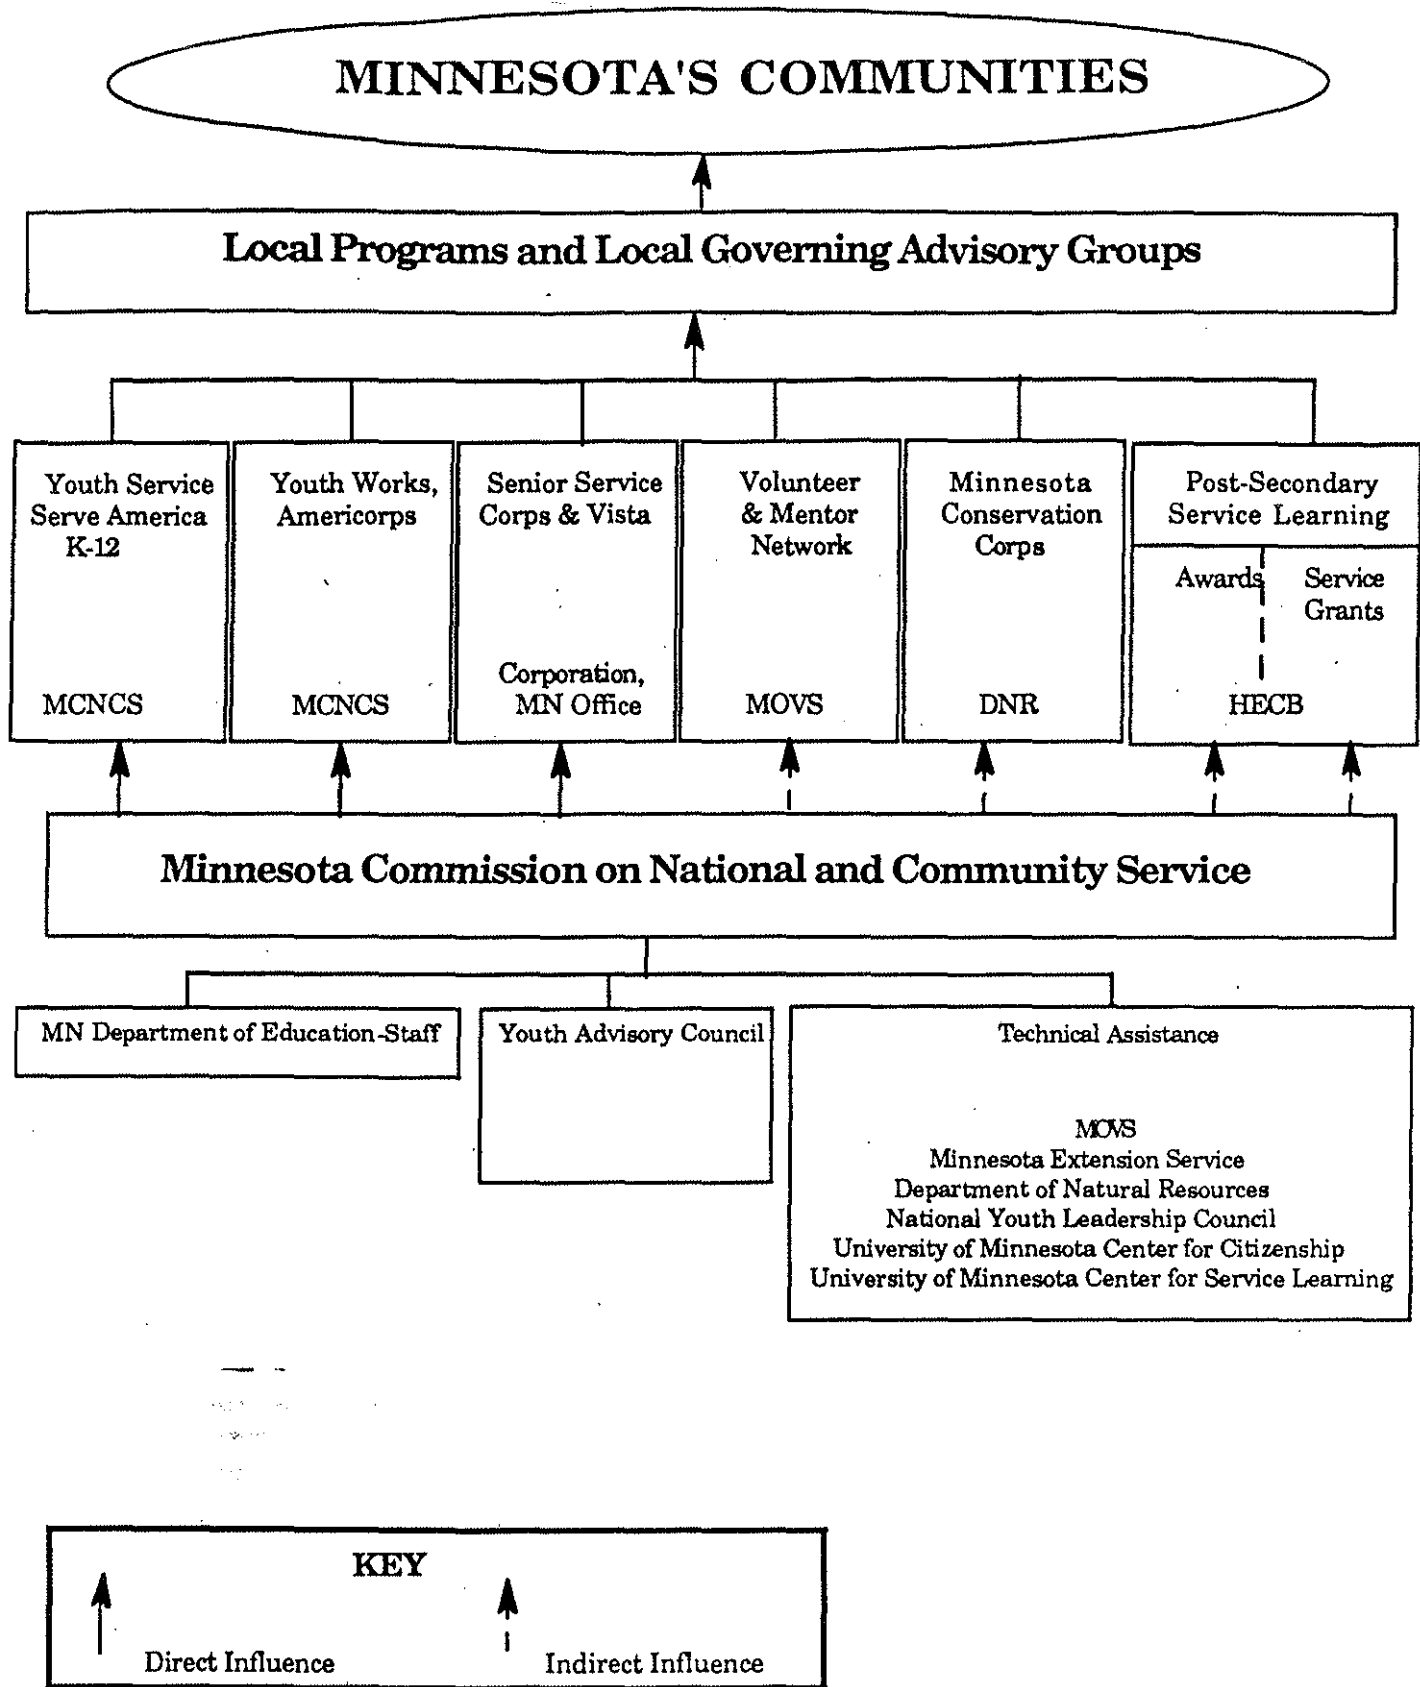 MINNESOTA'S COMMUNITIES
Local Programs and Local Governing Advisory Groups
Youth Service
Serve America
K-12
MCNCS
Youth Works,
Americorps
MCNCS
Senior Service
Corps & Vista
Corporation,
MN Office
Volunteer
& Mentor
Network
MOVS
Minnesota
Conservation
Corps
DNR
Post-Secondary
Service Learning
Awards
Service
Grants
HECB
Minnesota Commission on National and Community Service
MN Department of Education-Staff
Youth Advisory Council
Technical Assistance
MOVS
Minnesota Extension Service
Department of Natural Resources
National Youth Leadership Council
University of Minnesota Center for Citizenship
University of Minnesota Center for Service Learning
KEY
Direct Influence
Indirect Influence